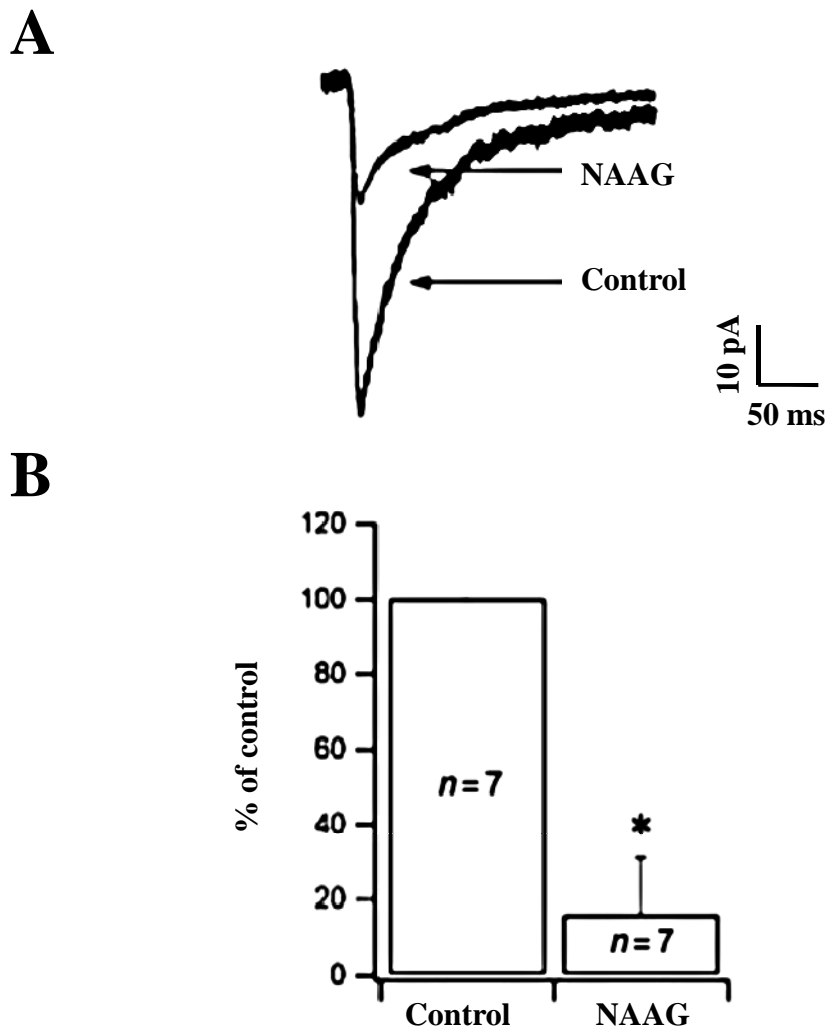 A
NAAG
Control
10 pA
50 ms
B
120
100
80
60
40
20
0
% of control
n=7
*
n=7
Control
NAAG